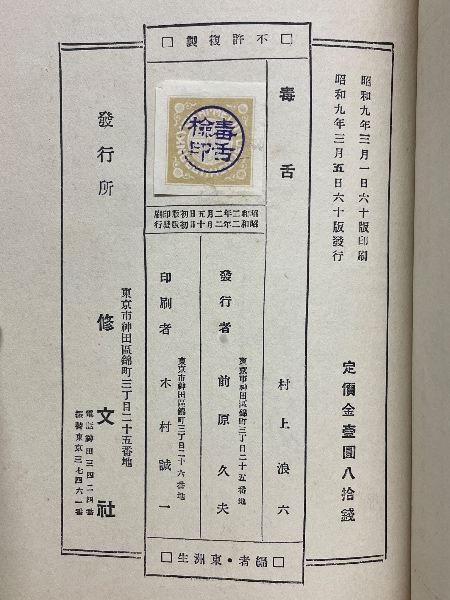 昭和九年三月一日六十版印刷
昭和九年三月五日六十版發行
定價金壹圓八拾錢
不許複製
毒舌
村上浪六
毒舌
檢印
昭和二年二月五日初版印刷
昭和二年二月十日初版發行
發行者
東京市神田區錦町三丁目二十五番地
前原久夫
印刷者
東京市神田區錦町三丁目二十六番地
木村誠一
編者・東洲生
發行所
東京市神田區錦町三丁目二十五番地
修文社
電話神田三四二四番
振替東京三七四六一番